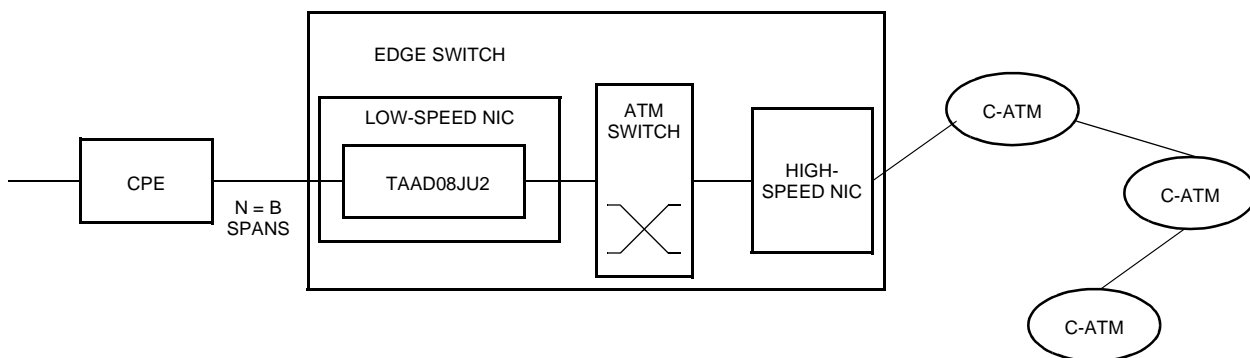 EDGE SWITCH
LOW-SPEED NIC
TAAD08JU2
CPE
N = B
SPANS
ATM
SWITCH
HIGH-
SPEED NIC
C-ATM
C-ATM
C-ATM